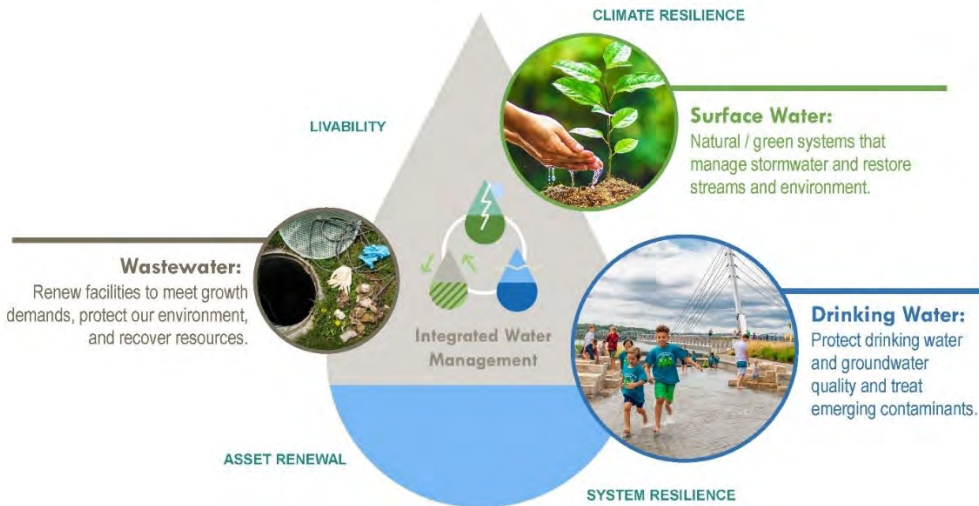 CLIMATE RESILIENCE
LIVABILITY
Surface Water:
Natural / green systems that
manage stormwater and restore
streams and environment.
Wastewater:
Renew facilities to meet growth
demands, protect our environment,
and recover resources.
Integrated Water
Management
Drinking Water:
Protect drinking water
and groundwater
quality and treat
emerging contaminants.
ASSET RENEWAL
SYSTEM RESILIENCE